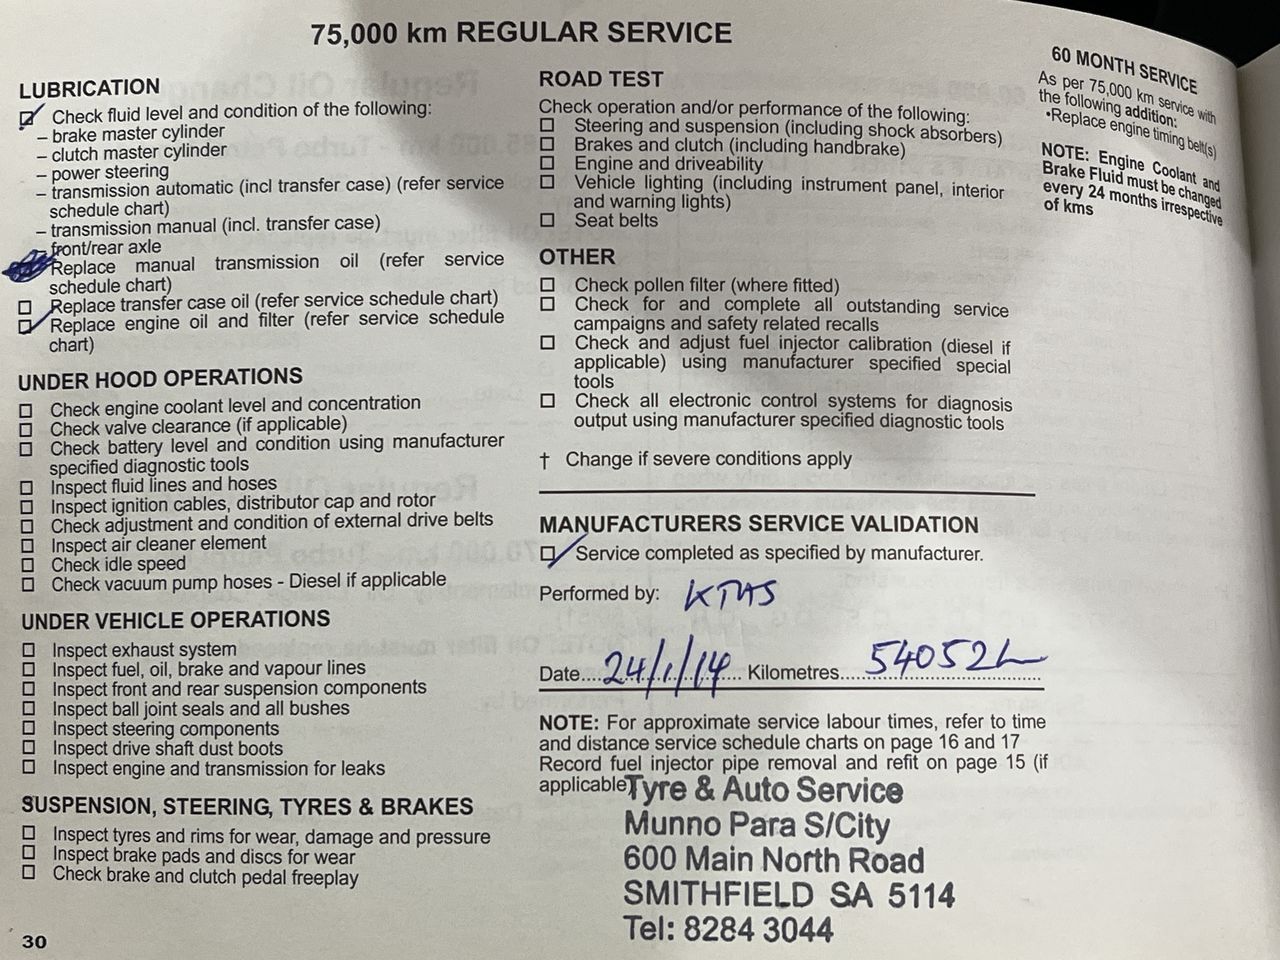 75,000 km REGULAR SERVICE
LUBRICATION
Check fluid level and condition of the following:
– brake master cylinder
– clutch master cylinder
– power steering
– transmission automatic (incl transfer case) (refer service
schedule chart)
– transmission manual (incl. transfer case)
front/rear axle
Replace manual transmission oil (refer service
schedule chart)
Replace transfer case oil (refer service schedule chart)
Replace engine oil and filter (refer service schedule
chart)
UNDER HOOD OPERATIONS
Check engine coolant level and concentration
Check valve clearance (if applicable)
Check battery level and condition using manufacturer
specified diagnostic tools
Inspect fluid lines and hoses
Inspect ignition cables, distributor cap and rotor
Check adjustment and condition of external drive belts
Inspect air cleaner element
Check idle speed
Check vacuum pump hoses - Diesel if applicable
UNDER VEHICLE OPERATIONS
Inspect exhaust system
Inspect fuel, oil, brake and vapour lines
Inspect front and rear suspension components
Inspect ball joint seals and all bushes
Inspect steering components
Inspect drive shaft dust boots
Inspect engine and transmission for leaks
SUSPENSION, STEERING, TYRES & BRAKES
Inspect tyres and rims for wear, damage and pressure
Inspect brake pads and discs for wear
Check brake and clutch pedal freeplay
30
ROAD TEST
Check operation and/or performance of the following:
Steering and suspension (including shock absorbers)
Brakes and clutch (including handbrake)
Engine and driveability
Vehicle lighting (including instrument panel, interior
and warning lights)
Seat belts
OTHER
Check pollen filter (where fitted)
Check for and complete all outstanding service
campaigns and safety related recalls
Check and adjust fuel injector calibration (diesel if
applicable) using manufacturer specified special
tools
Check all electronic control systems for diagnosis
output using manufacturer specified diagnostic tools
† Change if severe conditions apply
MANUFACTURERS SERVICE VALIDATION
Service completed as specified by manufacturer.
Performed by: KTAS
Date....24/1/14... Kilometres....54052
NOTE: For approximate service labour times, refer to time
and distance service schedule charts on page 16 and 17
Record fuel injector pipe removal and refit on page 15 (if
applicable
Tyre & Auto Service
Munno Para S/City
600 Main North Road
SMITHFIELD SA 5114
Tel: 8284 3044
60 MONTH SERVICE
As per 75,000 km service with
the following addition:
•Replace engine timing belt(s)
NOTE: Engine Coolant and
Brake Fluid must be changed
every 24 months irrespective
of kms